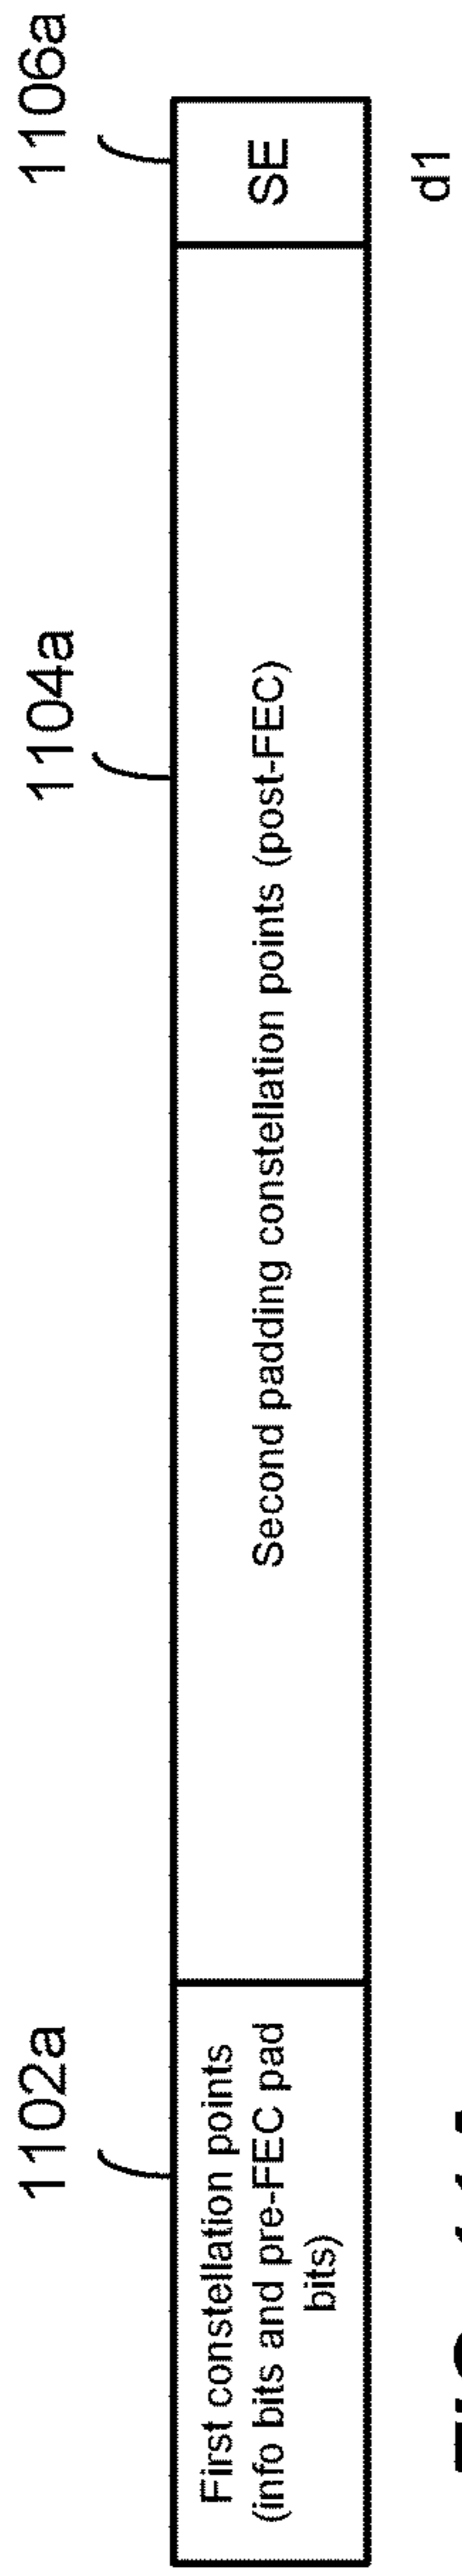 1102a
1104a
1106a
First constellation points
(info bits and pre-FEC pad
bits)
Second padding constellation points (post-FEC)
SE
d1